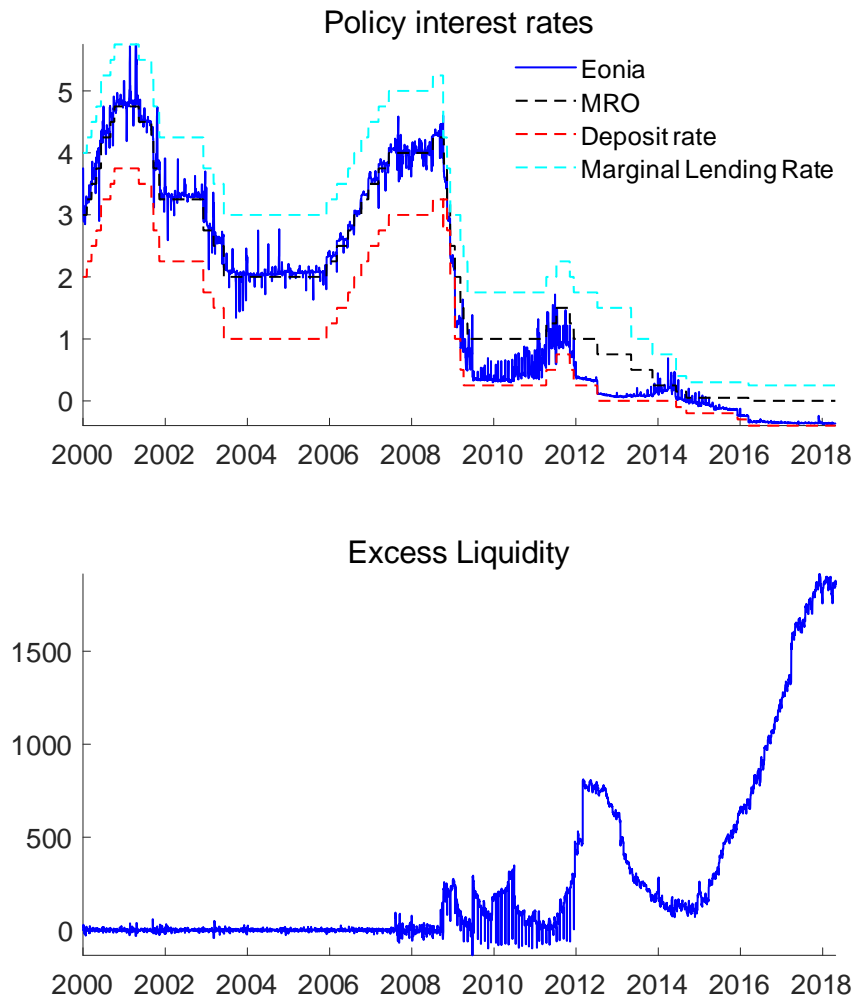 Policy interest rates
Eonia
MRO
Deposit rate
Marginal Lending Rate
5
4
3
2
1
0
2000 2002 2004 2006 2008 2010 2012 2014 2016 2018
Excess Liquidity
1500
1000
500
0
2000 2002 2004 2006 2008 2010 2012 2014 2016 2018